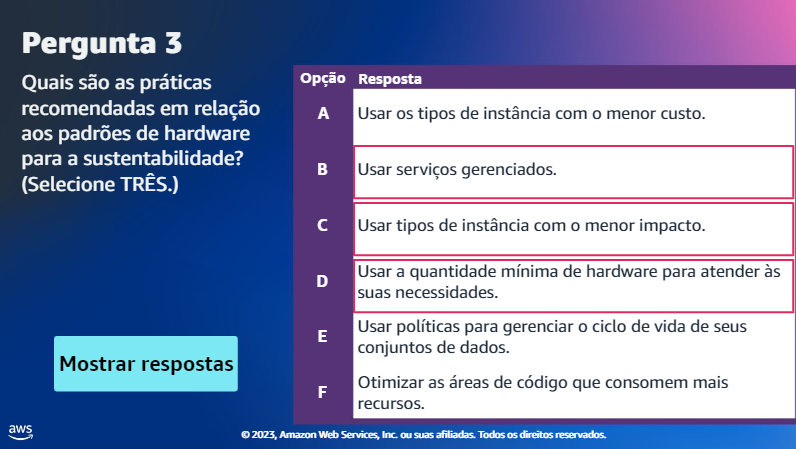 Pergunta 3
Quais são as práticas
recomendadas em relação
aos padrões de hardware
para a sustentabilidade?
(Selecione TRÊS.)
Mostrar respostas
Opção Resposta
A Usar os tipos de instância com o menor custo.
B Usar serviços gerenciados.
C Usar tipos de instância com o menor impacto.
D Usar a quantidade mínima de hardware para atender às
suas necessidades.
E Usar políticas para gerenciar o ciclo de vida de seus
conjuntos de dados.
F Otimizar as áreas de código que consomem mais
recursos.
aws
© 2023, Amazon Web Services, Inc. ou suas afiliadas. Todos os direitos reservados.